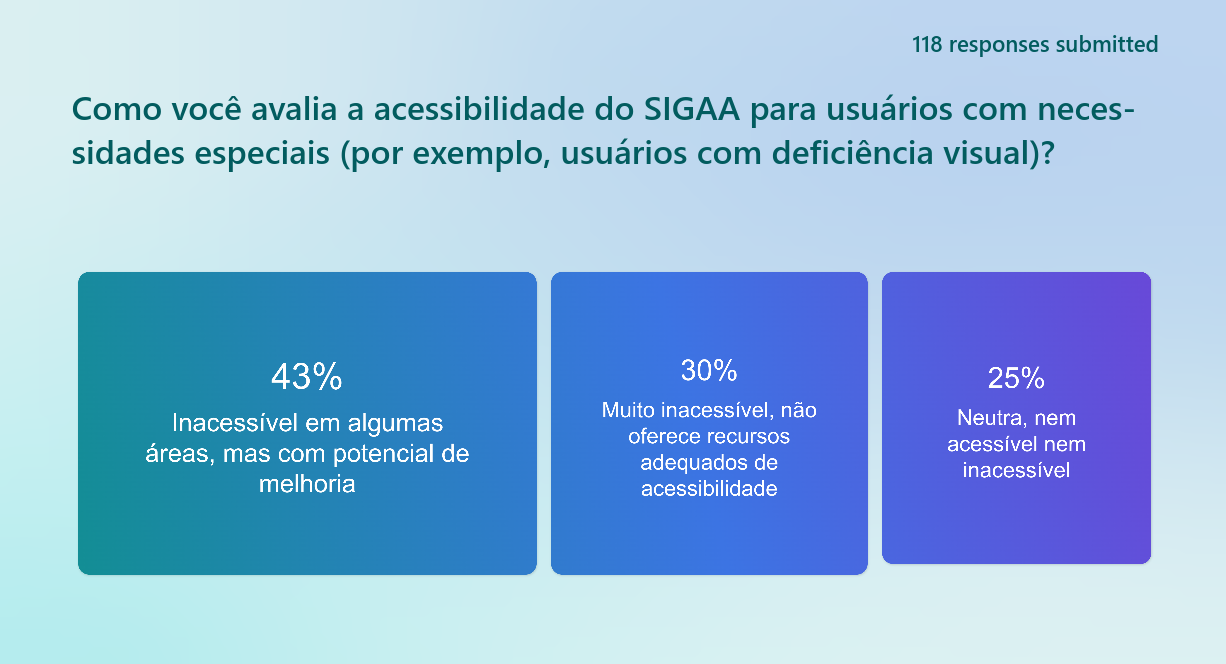 118 responses submitted
Como você avalia a acessibilidade do SIGAA para usuários com neces-
sidades especiais (por exemplo, usuários com deficiência visual)?
43%
Inacessível em algumas
áreas, mas com potencial de
melhoria
30%
Muito inacessível, não
oferece recursos
adequados de
acessibilidade
25%
Neutra, nem
acessível nem
inacessível